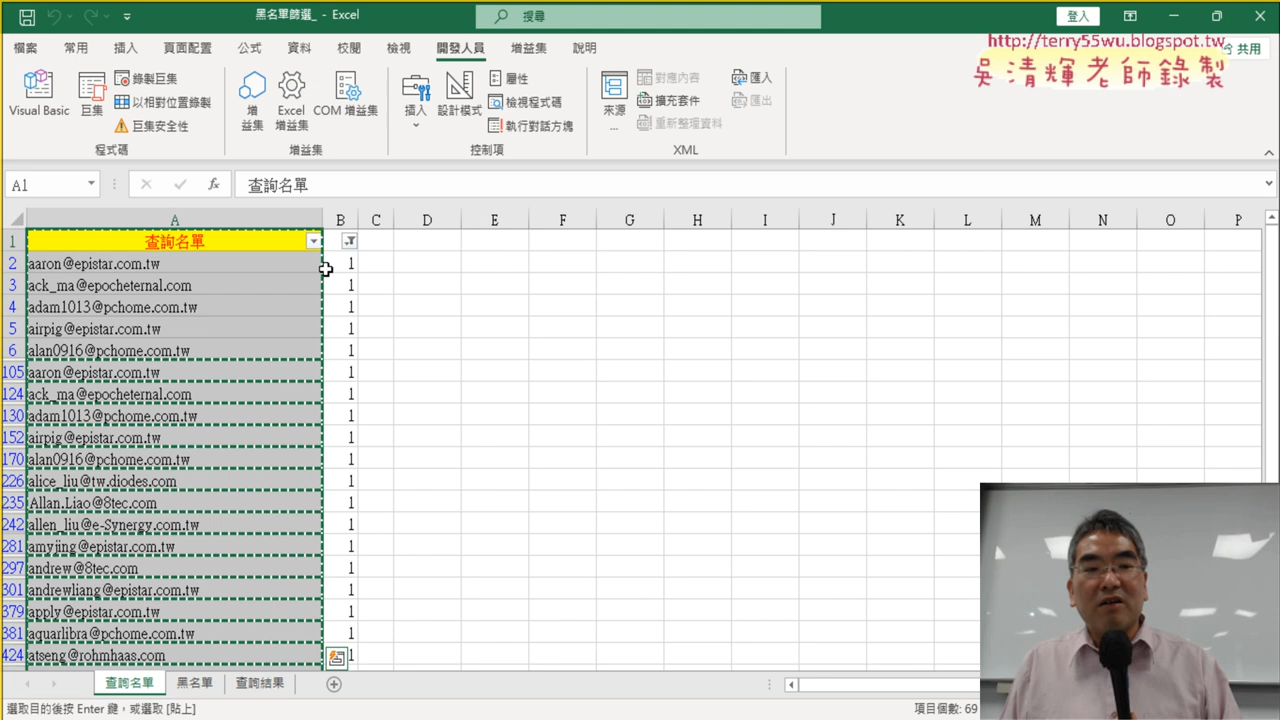 黑名單篩選_ - Excel
搜尋
登入
檔案 常用 插入 頁面配置 公式 資料 校閱 檢視 開發人員 增益集 說明
共用
http://terry55wu.blogspot.tw
吳清輝老師錄製
Visual Basic
巨集
錄製巨集
以相對位置錄製
巨集安全性
程式碼
增益集
Excel 增益集
COM 增益集
增益集
插入
設計模式
屬性
檢視程式碼
執行對話方塊
控制項
來源...
對應內容
擴充套件
重新整理資料
匯入
匯出
XML
A1
fx
查詢名單
A B C D E F G H I J K L M N O P
1 查詢名單
2 aaron@epistar.com.tw 1
3 ack_ma@epocheternal.com 1
4 adam1013@pchome.com.tw 1
5 airpig@epistar.com.tw 1
6 alan0916@pchome.com.tw 1
105 aaron@epistar.com.tw 1
124 ack_ma@epocheternal.com 1
130 adam1013@pchome.com.tw 1
152 airpig@epistar.com.tw 1
170 alan0916@pchome.com.tw 1
226 alice_liu@tw.diodes.com 1
235 Allan.Liao@8tec.com 1
242 allen_liu@e-Synergy.com.tw 1
281 amyjing@epistar.com.tw 1
297 andrew@8tec.com 1
301 andrewliang@epistar.com.tw 1
379 apply@epistar.com.tw 1
381 aquarlibra@pchome.com.tw 1
424 atseng@rohmhaas.com 1
查詢名單 黑名單 查詢結果
選取目的後按 Enter 鍵，或選取 [貼上]
項目個數: 69